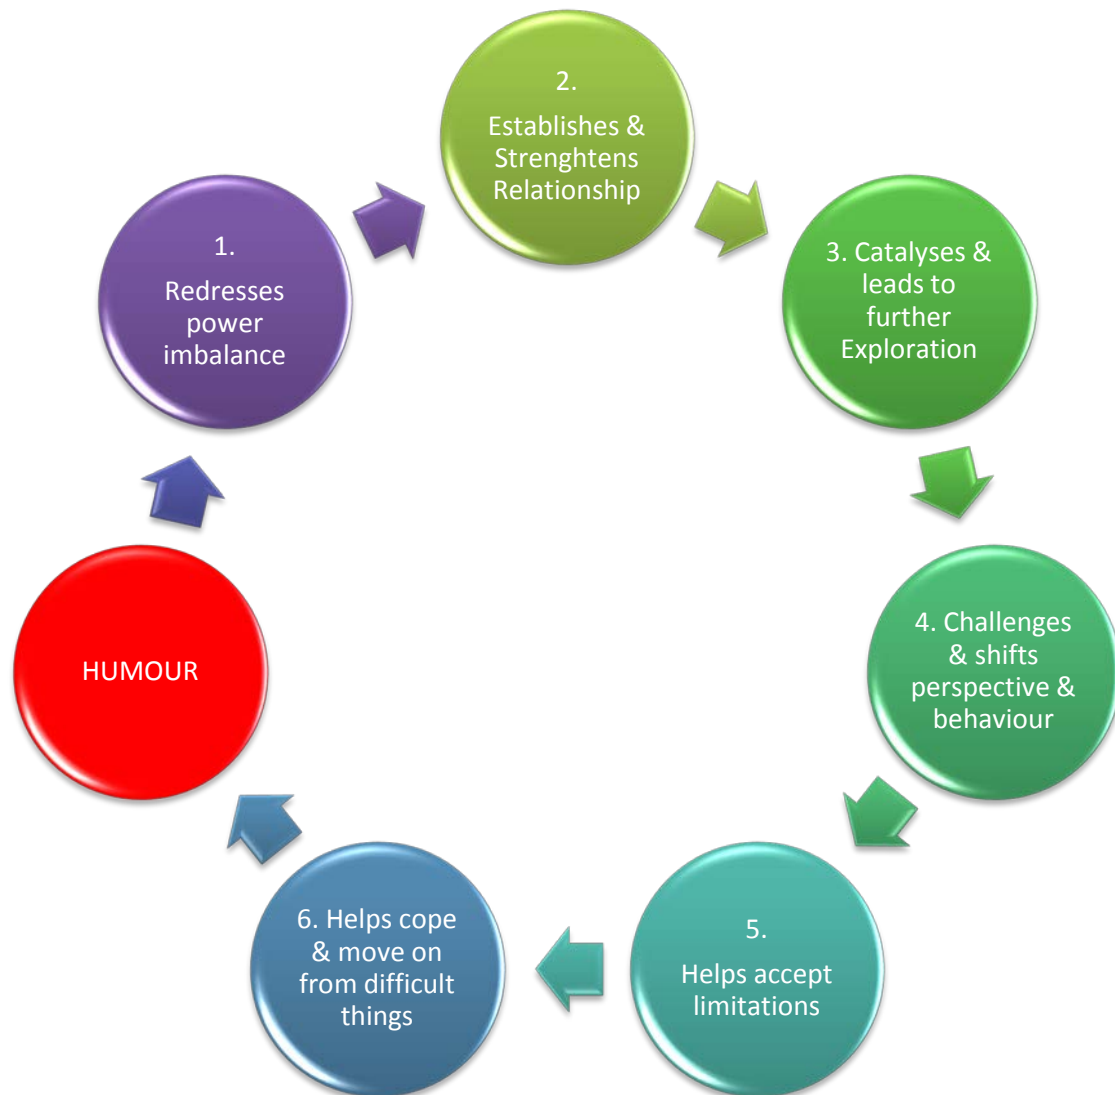 HUMOUR
1.
Redresses
power
imbalance
2.
Establishes &
Strenghtens
Relationship
3. Catalyses &
leads to
further
Exploration
4. Challenges
& shifts
perspective &
behaviour
5.
Helps accept
limitations
6. Helps cope
& move on
from difficult
things